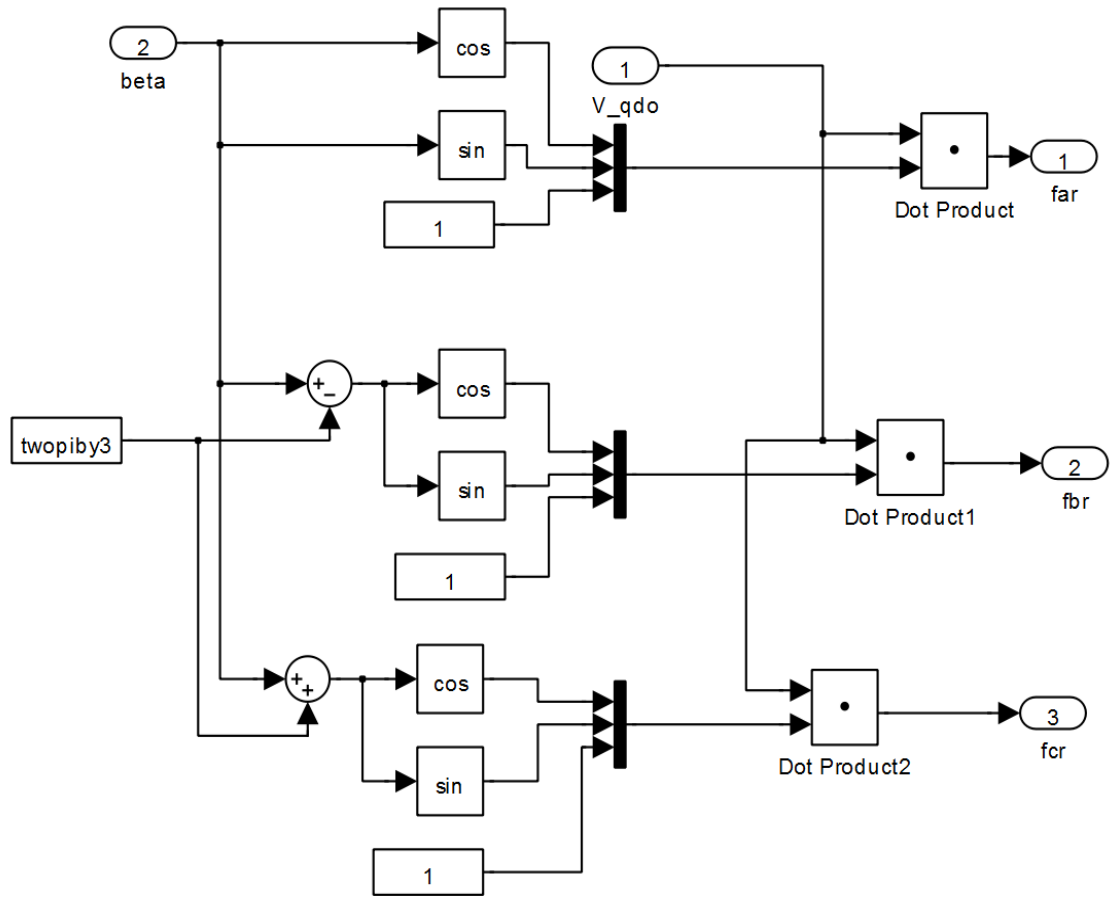 2
beta
cos
1
V_qdo
sin
1
Dot Product
1
far
twopiby3
+
−
cos
sin
1
Dot Product1
2
fbr
+
+
cos
sin
1
Dot Product2
3
fcr